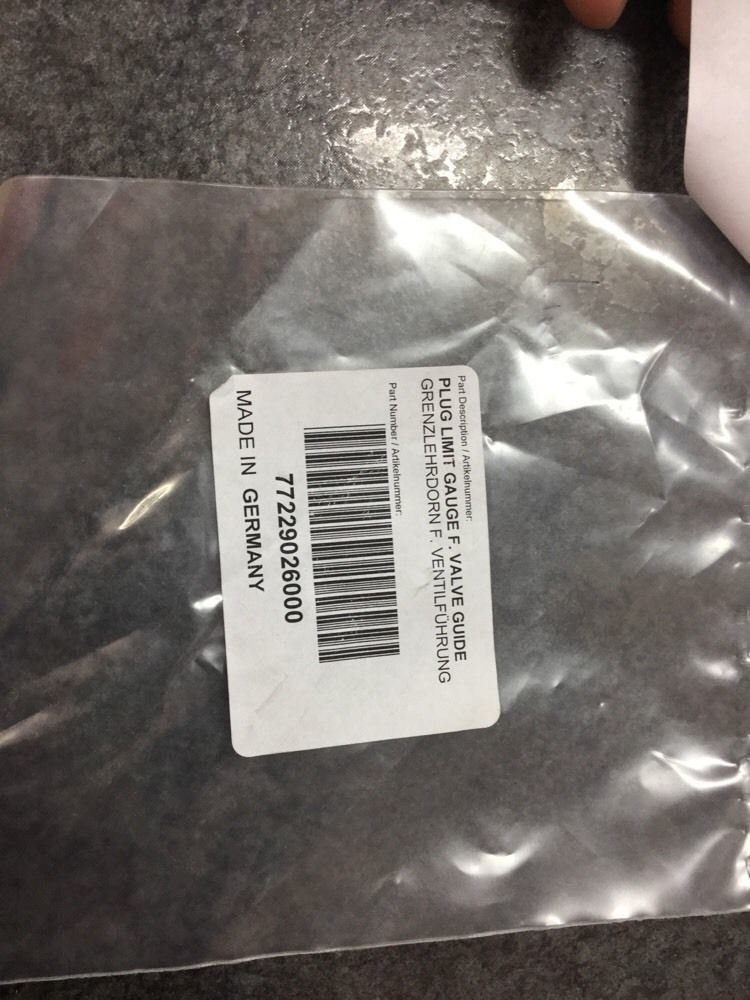 Part Description / Artikelnummer:
PLUG LIMIT GAUGE F. VALVE GUIDE
GRENZLEHRDORN F. VENTILFÜHRUNG
Part Number / Artikelnummer:
77229026000
MADE IN GERMANY